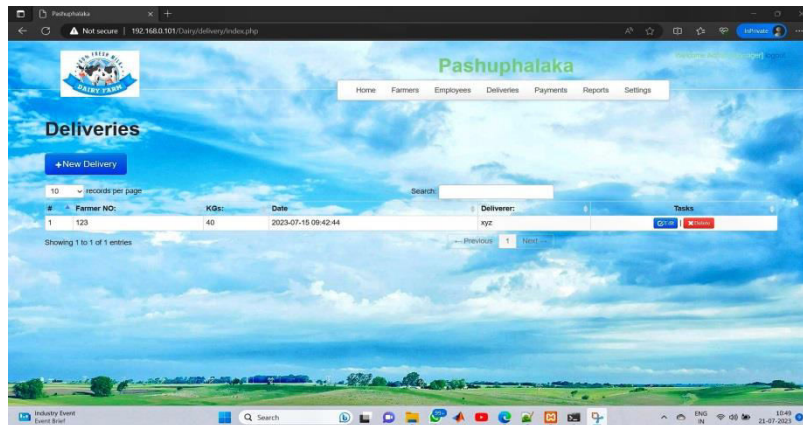 Pashuphalaka
Not secure | 192.168.0.101/Dairy/delivery/index.php
InPrivate
FRESH MILK
DAIRY FARM
Pashuphalaka
Home Farmers Employees Deliveries Payments Reports Settings
Deliveries
+New Delivery
10 records per page
Search:
# Farmer NO: KGs: Date Deliverer: Tasks
1 123 40 2023-07-15 09:42:44 xyz Edit | Delete
Showing 1 to 1 of 1 entries
← Previous 1 Next →
Industry Event
Event Brief
Search
ENG
IN
10:49
21-07-2023